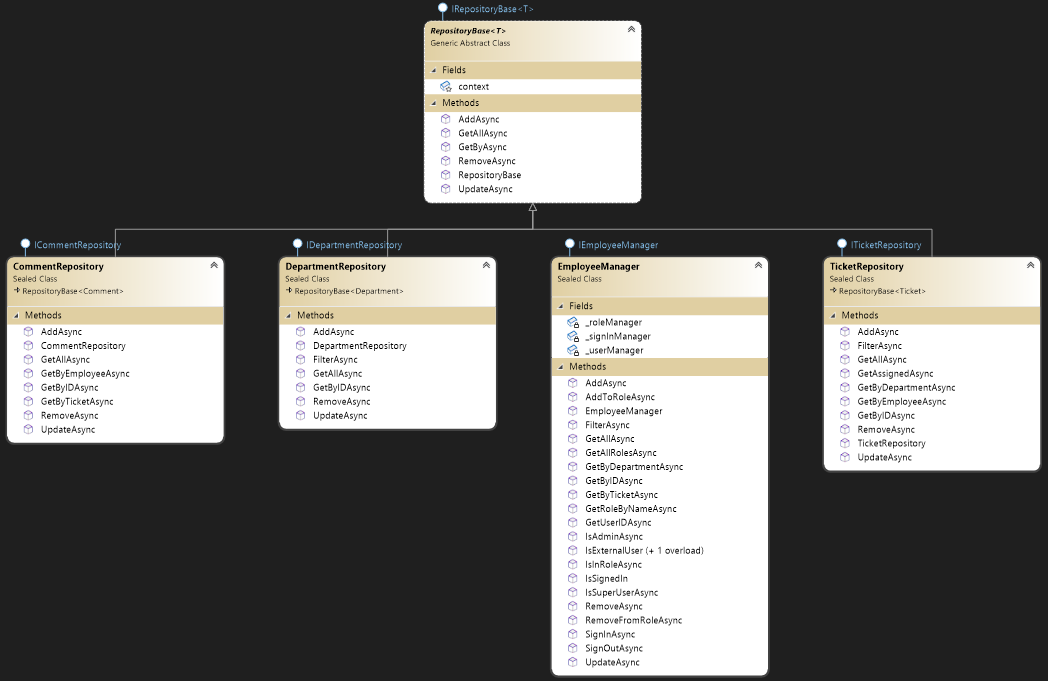 IRepositoryBase<T>
RepositoryBase<T>
Generic Abstract Class
Fields
context
Methods
AddAsync
GetAllAsync
GetByAsync
RemoveAsync
RepositoryBase
UpdateAsync
ICommentRepository
CommentRepository
Sealed Class
RepositoryBase<Comment>
Methods
AddAsync
CommentRepository
GetAllAsync
GetByEmployeeAsync
GetByIDAsync
GetByTicketAsync
RemoveAsync
UpdateAsync
IDepartmentRepository
DepartmentRepository
Sealed Class
RepositoryBase<Department>
Methods
AddAsync
DepartmentRepository
FilterAsync
GetAllAsync
GetByIDAsync
RemoveAsync
UpdateAsync
IEmployeeManager
EmployeeManager
Sealed Class
Fields
_roleManager
_signInManager
_userManager
Methods
AddAsync
AddToRoleAsync
EmployeeManager
FilterAsync
GetAllAsync
GetAllRolesAsync
GetByDepartmentAsync
GetByIDAsync
GetByTicketAsync
GetRoleByNameAsync
GetUserIDAsync
IsAdminAsync
IsExternalUser (+ 1 overload)
IsInRoleAsync
IsSignedIn
IsSuperUserAsync
RemoveAsync
RemoveFromRoleAsync
SignInAsync
SignOutAsync
UpdateAsync
ITicketRepository
TicketRepository
Sealed Class
RepositoryBase<Ticket>
Methods
AddAsync
FilterAsync
GetAllAsync
GetAssignedAsync
GetByDepartmentAsync
GetByEmployeeAsync
GetByIDAsync
RemoveAsync
TicketRepository
UpdateAsync